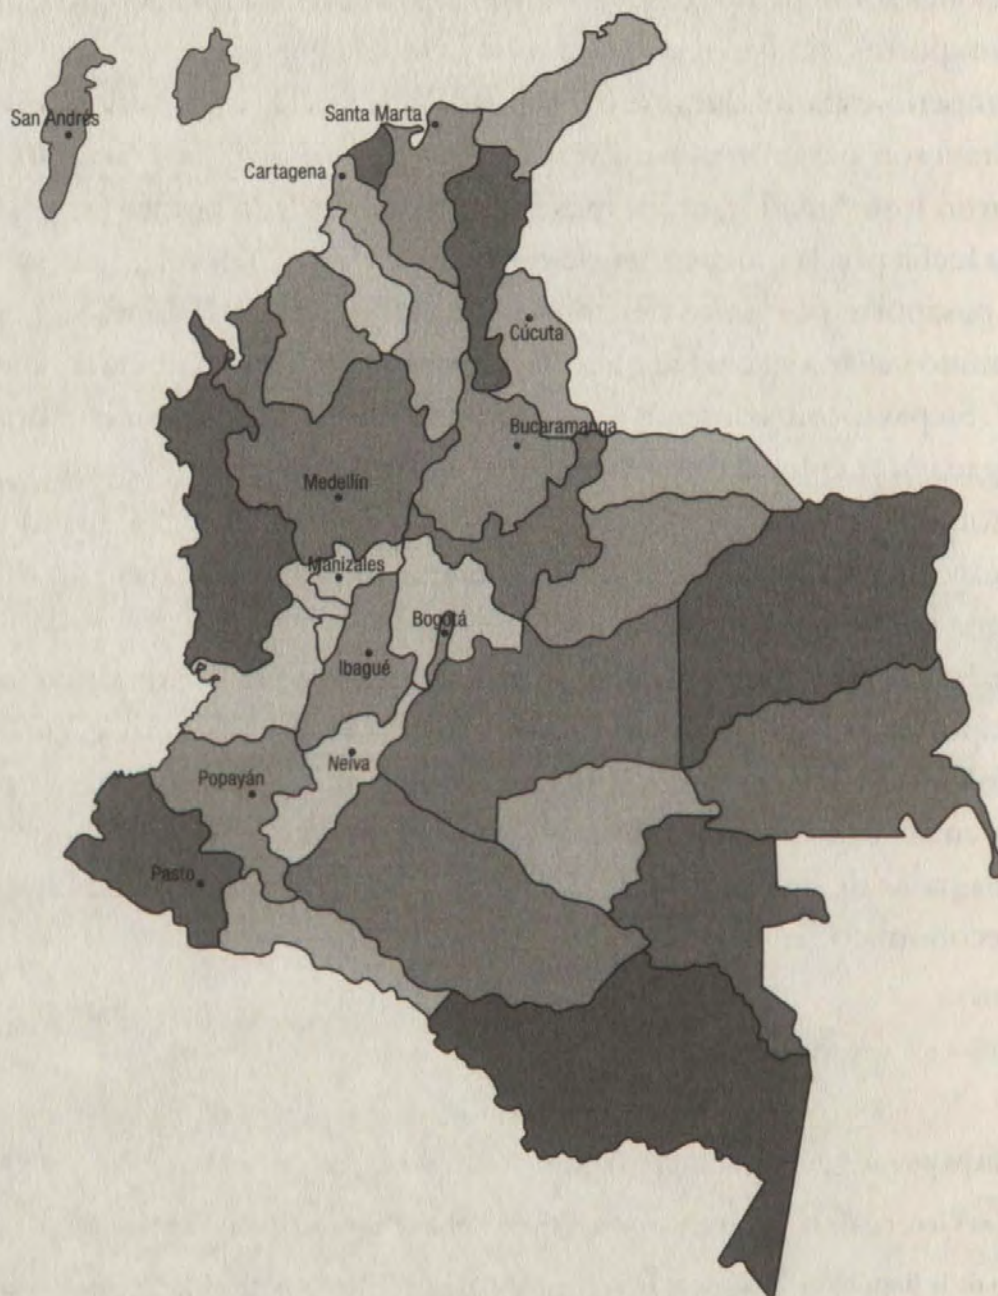 San Andrés
Santa Marta
Cartagena
Cúcuta
Bucaramanga
Medellín
Manizales
Bogotá
Ibagué
Neiva
Popayán
Pasto